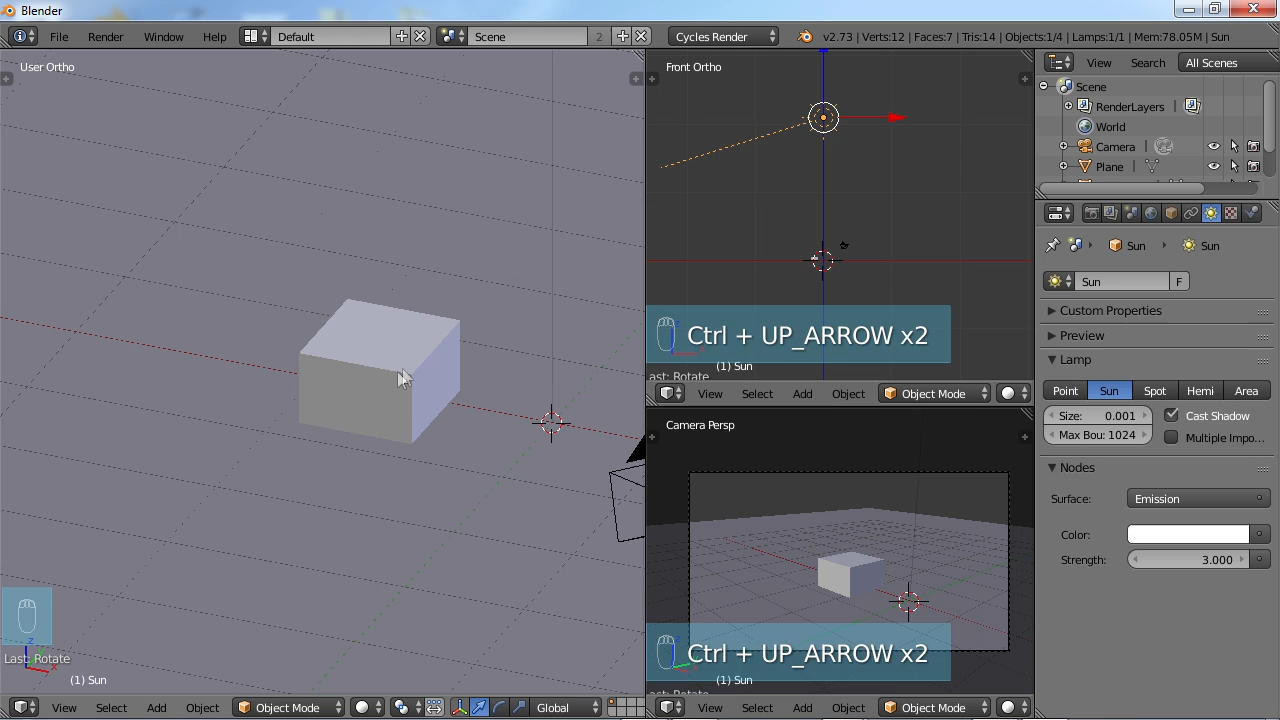 Blender
File Render Window Help Default Scene 2 Cycles Render v2.73 | Verts:12 | Faces:7 | Tris:14 | Objects:1/4 | Lamps:1/1 | Mem:78.05M | Sun
User Ortho
Front Ortho
View Search All Scenes
Scene
RenderLayers
World
Camera
Plane
Sun Sun
Sun F
Custom Properties
Preview
Lamp
Point Sun Spot Hemi Area
Size: 0.001 Cast Shadow
Max Bou: 1024 Multiple Impo...
Nodes
Surface: Emission
Color:
Strength: 3.000
Ctrl + UP_ARROW x2
(1) Sun
ast: Rotate
View Select Add Object Mode
Camera Persp
Ctrl + UP_ARROW x2
(1) Sun
View Select Add Object Mode
z
x
Last: Rotate
(1) Sun
View Select Add Object Object Mode Global